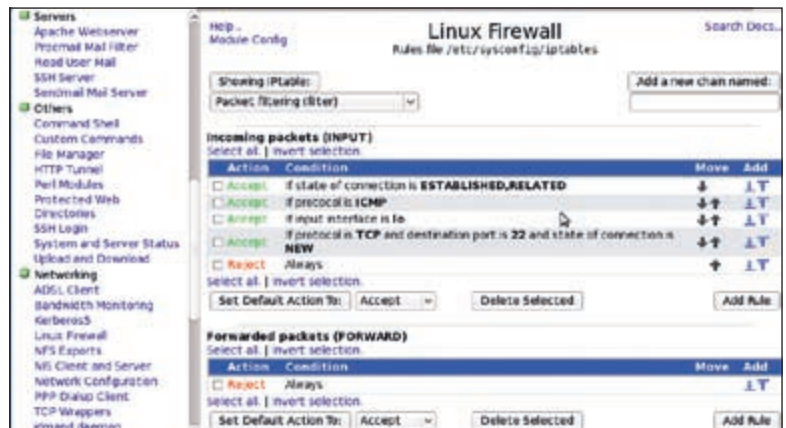 Servers
Apache Webserver
Procmail Mail Filter
Read User Mail
SSH Server
Sendmail Mail Server
Others
Command Shell
Custom Commands
File Manager
HTTP Tunnel
Perl Modules
Protected Web
Directories
SSH Login
System and Server Status
Upload and Download
Networking
ADSL Client
Bandwidth Monitoring
Kerberos5
Linux Firewall
NFS Exports
NIS Client and Server
Network Configuration
PPP Dialup Client
TCP Wrappers
Help..
Module Config
Linux Firewall
Rules file /etc/sysconfig/iptables
Search Docs..
Showing IPtable:
Packet filtering (filter)
Add a new chain named:
Incoming packets (INPUT)
Select all. | Invert selection.
Action Condition Move Add
Accept If state of connection is ESTABLISHED,RELATED
Accept If protocol is ICMP
Accept If input interface is lo
Accept If protocol is TCP and destination port is 22 and state of connection is
NEW
Reject Always
Select all. | Invert selection.
Set Default Action To: Accept Delete Selected Add Rule
Forwarded packets (FORWARD)
Select all. | Invert selection.
Action Condition Move Add
Reject Always
Select all. | Invert selection.
Set Default Action To: Accept Delete Selected Add Rule